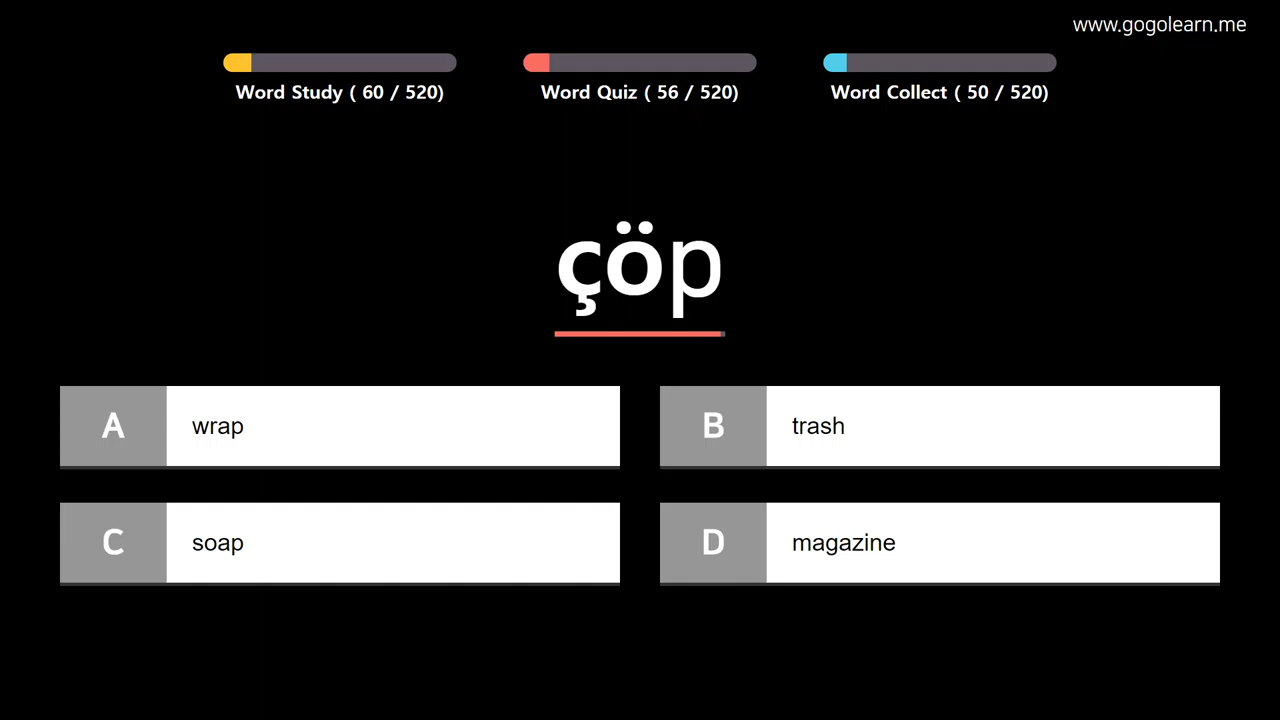 www.gogolearn.me
Word Study ( 60 / 520)
Word Quiz ( 56 / 520)
Word Collect ( 50 / 520)
çöp
A wrap
B trash
C soap
D magazine